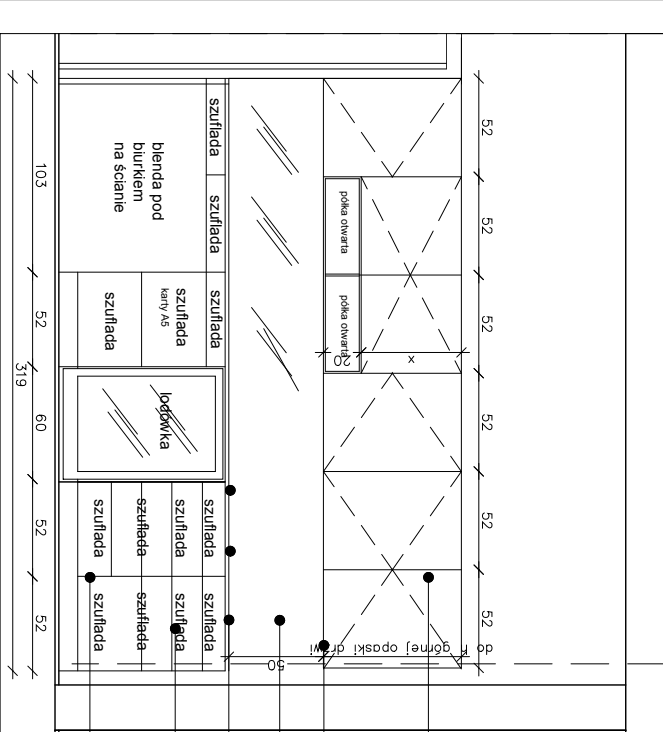 52
52
52
52
52
52
szuflada
szuflada
szuflada
blenda pod
biurkiem
na ścianie
szuflada
karty A5
szuflada
półka otwarta
półka otwarta
20
x
lodówka
szuflada
szuflada
szuflada
szuflada
szuflada
szuflada
szuflada
szuflada
50
do h górnej opaski drzwi
103
52
60
52
52
319